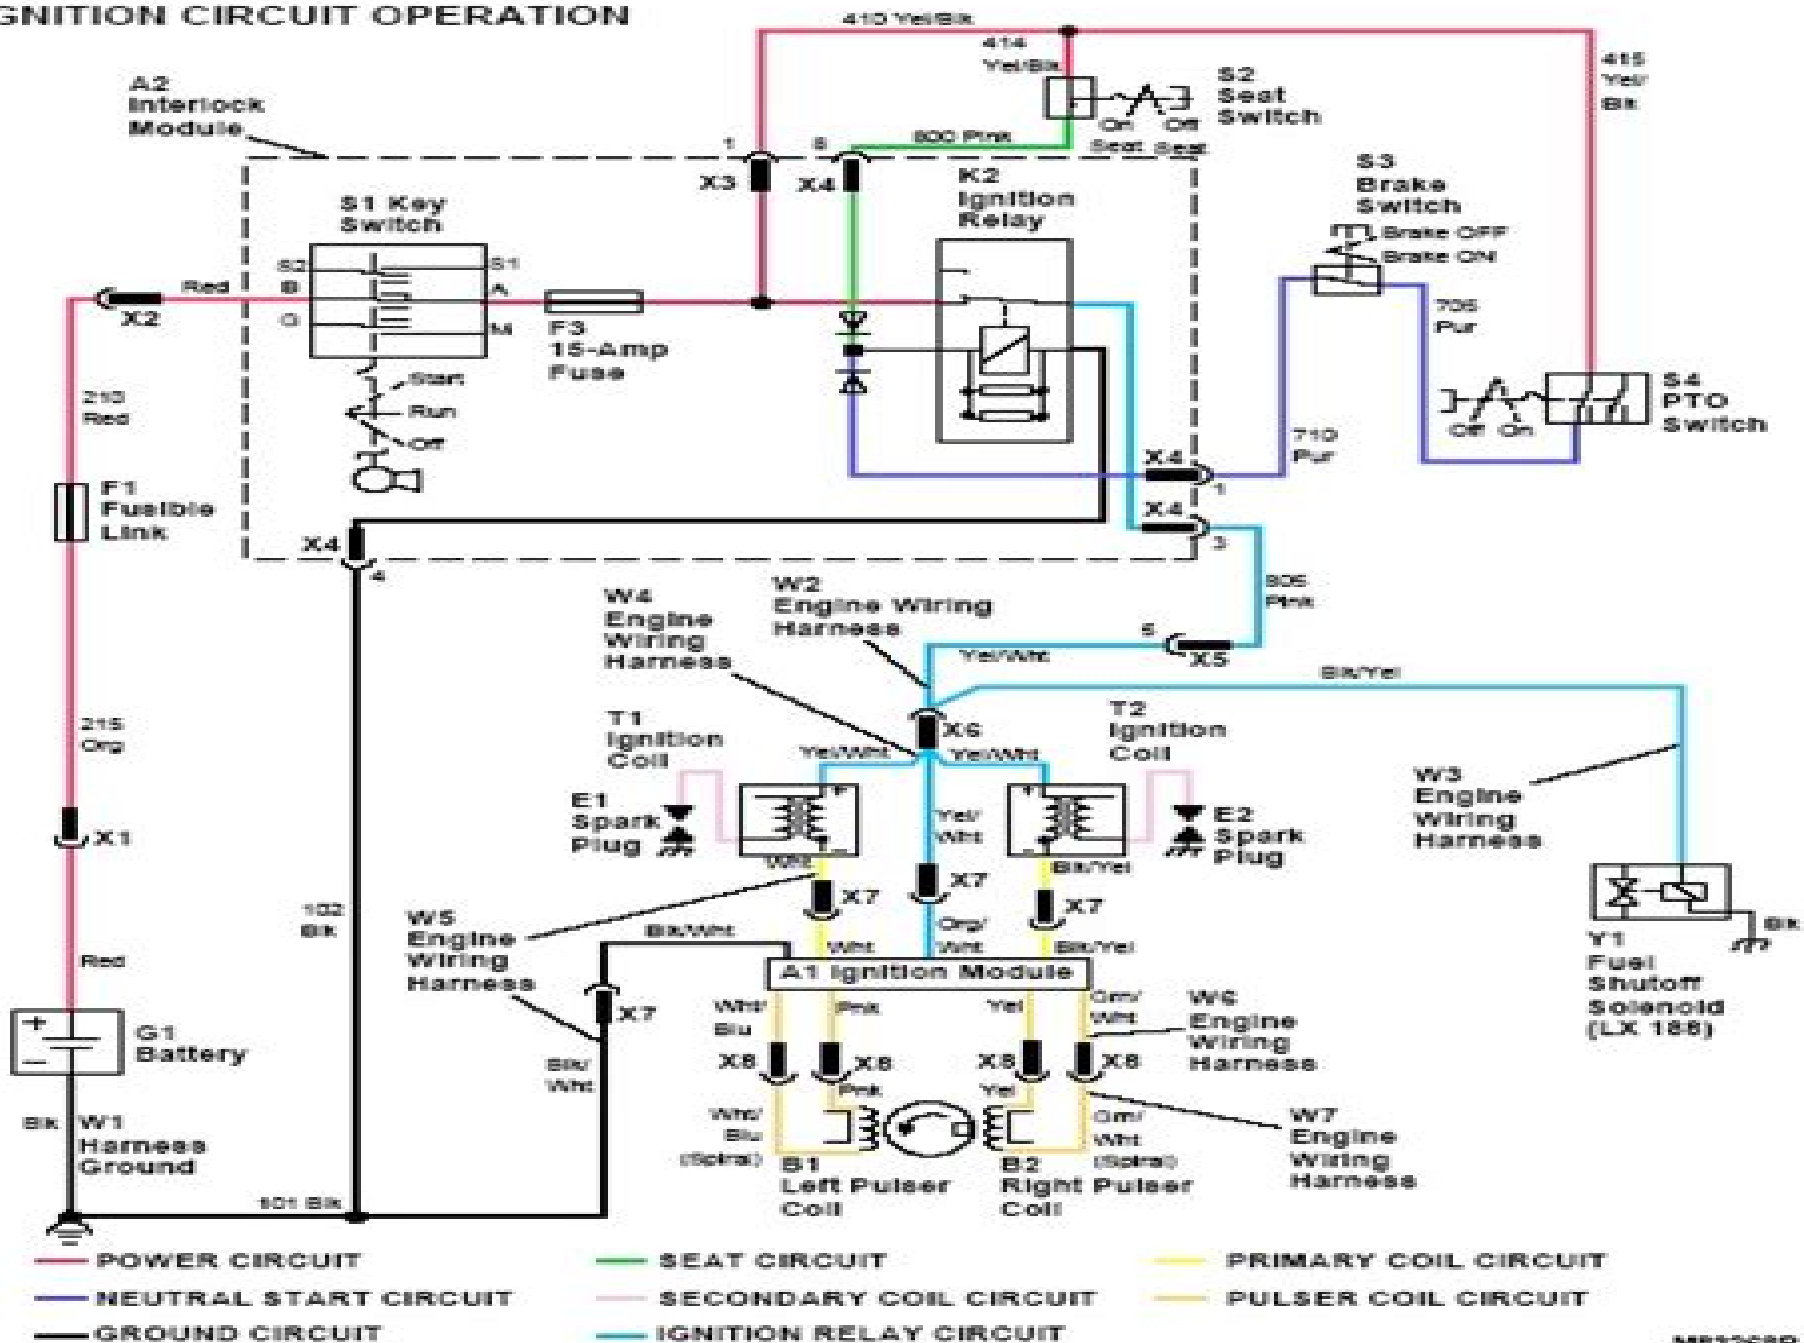 GNITION CIRCUIT OPERATION
410 Yel/Blk
414
Yel/Blk
415
Yel/
Blk
A2
Interlock
Module
S2
Seat
Switch
On Off
Seat Seat
800 Pink
1
8
X3
X4
K2
Ignition
Relay
S3
Brake
Switch
Brake OFF
Brake ON
S1 Key
Switch
S2
B
G
S1
A
M
Red
X2
F3
15-Amp
Fuse
Start
Run
Off
705
Pur
S4
PTO
Switch
Off On
210
Red
710
Pur
X4
1
X4
3
F1
Fusible
Link
X4
4
805
Pink
W4
Engine
Wiring
Harness
W2
Engine Wiring
Harness
5
X5
Yel/Wht
Blk/Yel
215
Org
T1
Ignition
Coil
X6
T2
Ignition
Coil
Yel/Wht
Yel/Wht
W3
Engine
Wiring
Harness
E1
Spark
Plug
+
-
Yel/
Wht
+
-
E2
Spark
Plug
X1
Wht
Blk/Yel
X7
X7
X7
102
Blk
W5
Engine
Wiring
Harness
Blk/Wht
Wht
Org/
Wht
Blk/Yel
Blk
Y1
Fuel
Shutoff
Solenoid
(LX 188)
Red
A1 Ignition Module
X7
Wht/
Blu
Pnk
Yel
Grn/
Wht
W6
Engine
Wiring
Harness
+
-
G1
Battery
Blk/
Wht
X8
X8
X8
X8
Pnk
Yel
Wht/
Blu
(Spiral)
Grn/
Wht
(Spiral)
W7
Engine
Wiring
Harness
Blk
W1
Harness
Ground
B1
Left Pulser
Coil
B2
Right Pulser
Coil
101 Blk
POWER CIRCUIT
SEAT CIRCUIT
PRIMARY COIL CIRCUIT
NEUTRAL START CIRCUIT
SECONDARY COIL CIRCUIT
PULSER COIL CIRCUIT
GROUND CIRCUIT
IGNITION RELAY CIRCUIT